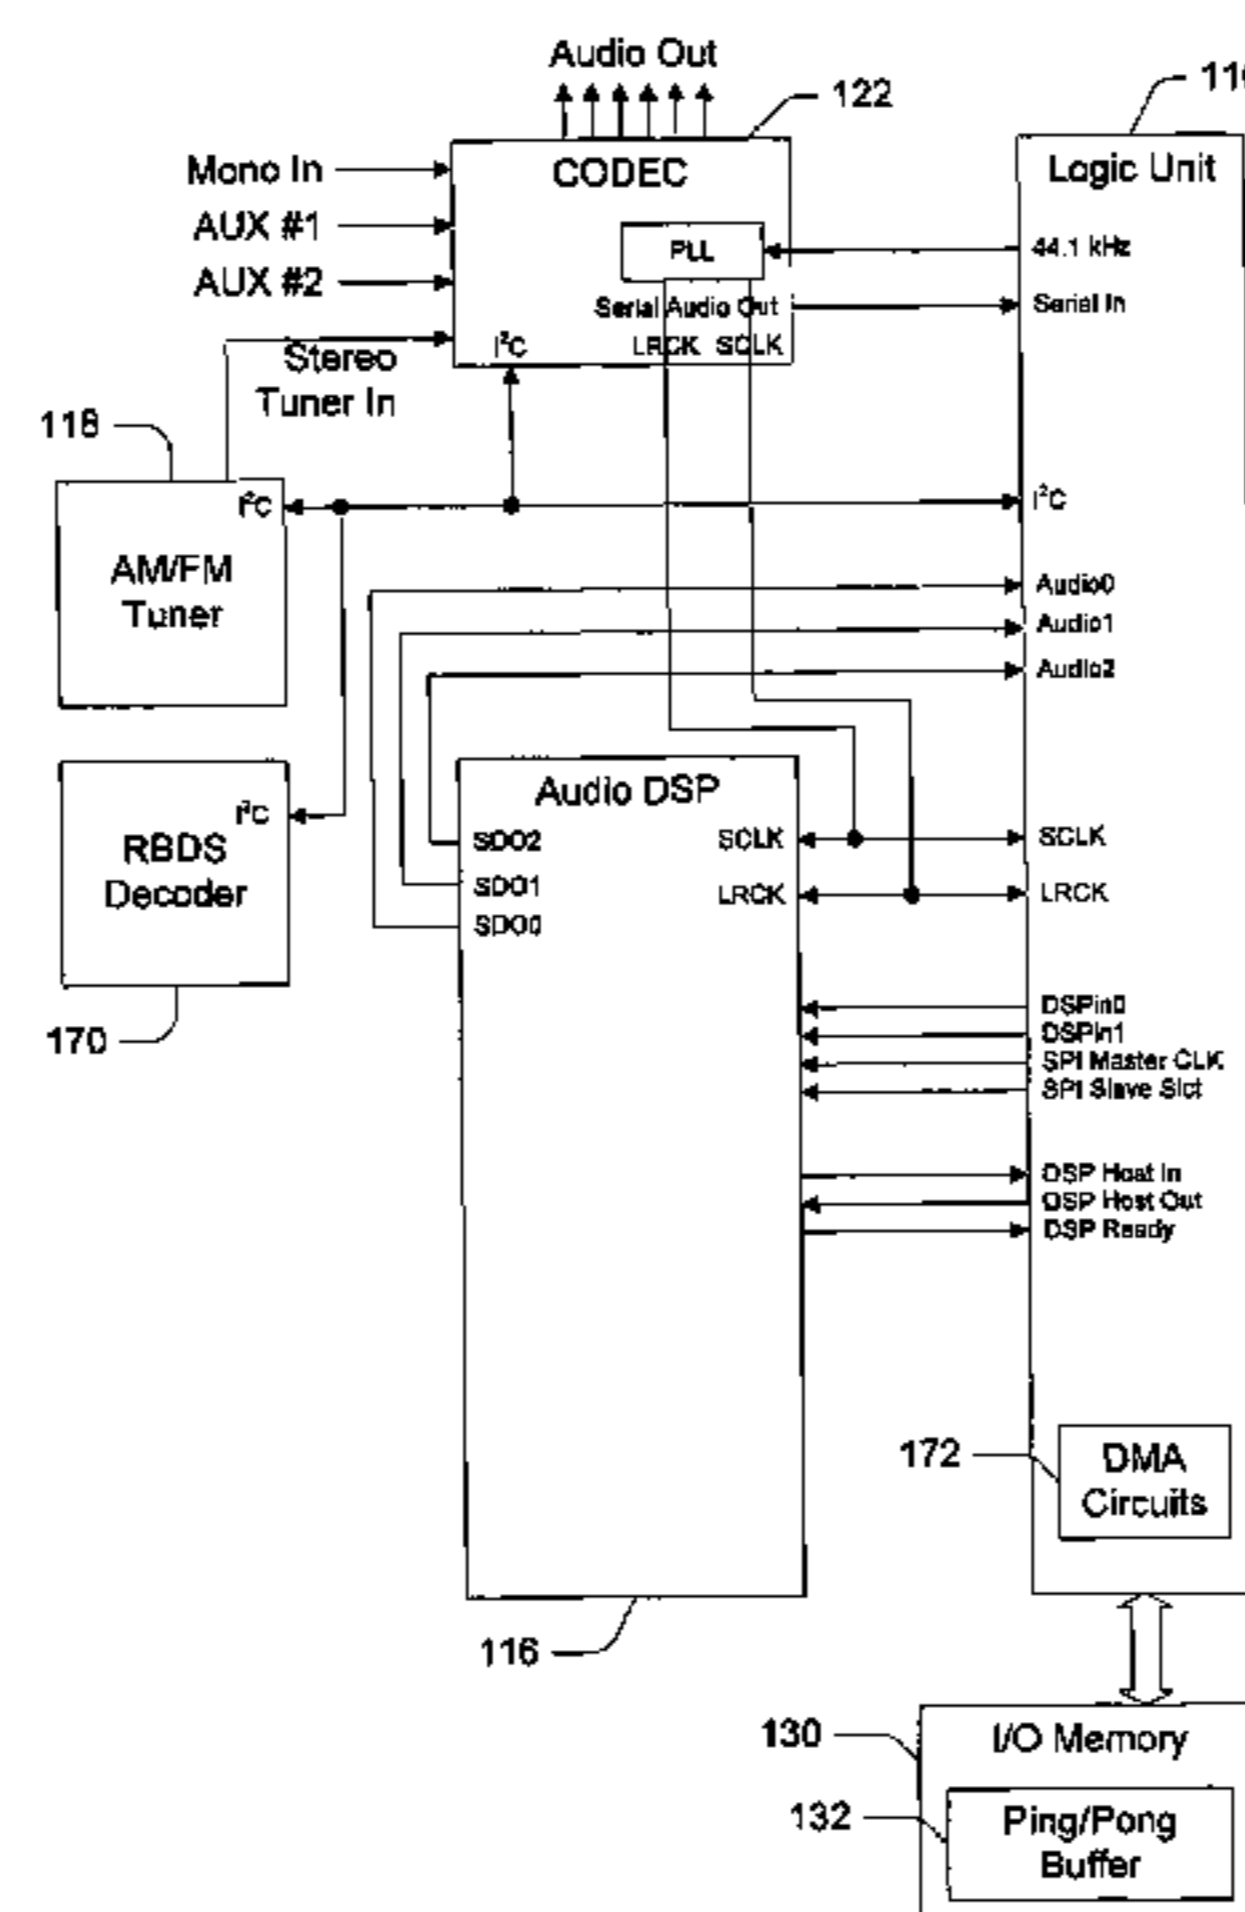 Audio Out
122
Mono In
AUX #1
AUX #2
CODEC
PLL
Serial Audio Out
I²C
LRCK SCLK
Stereo
Tuner In
Logic Unit
44.1 kHz
Serial In
I²C
Audio0
Audio1
Audio2
SCLK
LRCK
DSPin0
DSPin1
SPI Master CLK
SPI Slave Slct
DSP Host In
DSP Host Out
DSP Ready
118
I²C
AM/FM
Tuner
I²C
RBDS
Decoder
170
Audio DSP
SDO2
SDO1
SDO0
SCLK
LRCK
116
172
DMA
Circuits
130
I/O Memory
132
Ping/Pong
Buffer